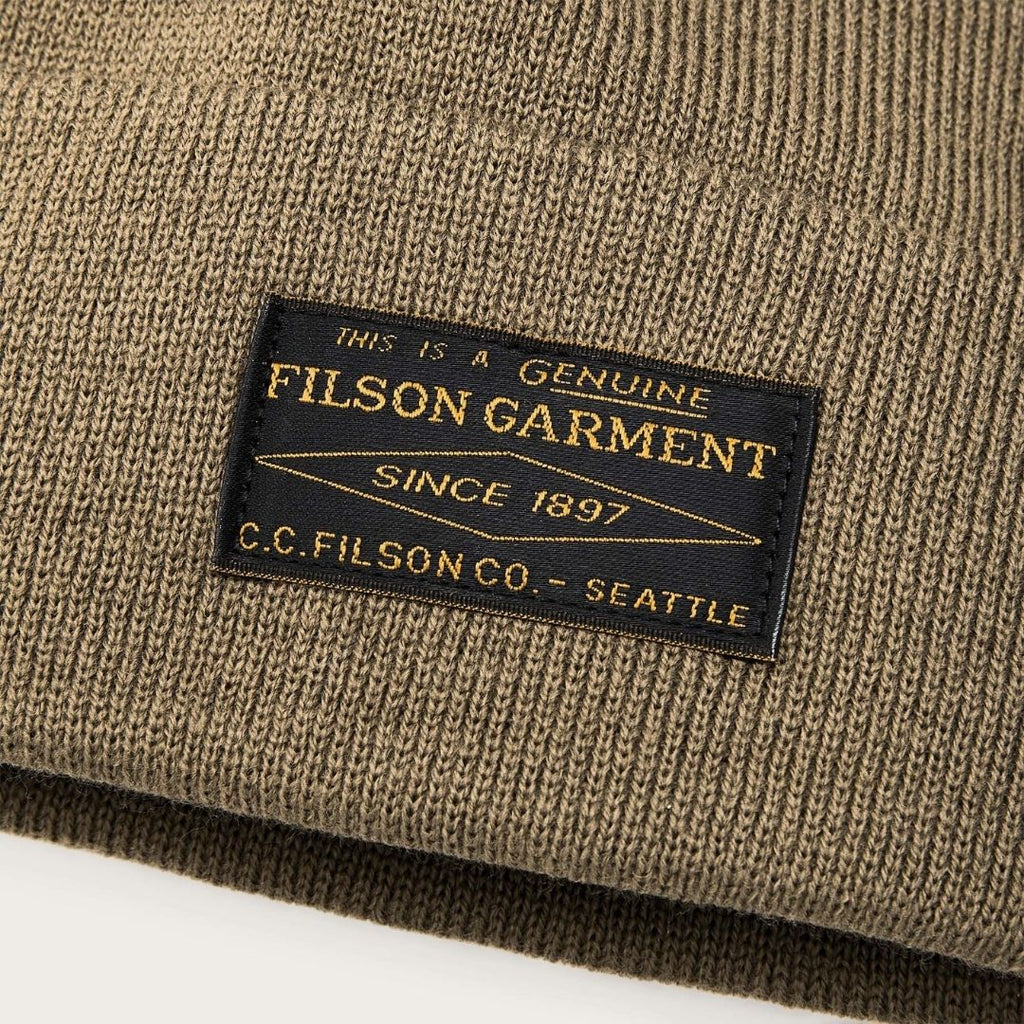 THIS IS A GENUINE
FILSON GARMENT
SINCE 1897
C.C. FILSON CO. - SEATTLE